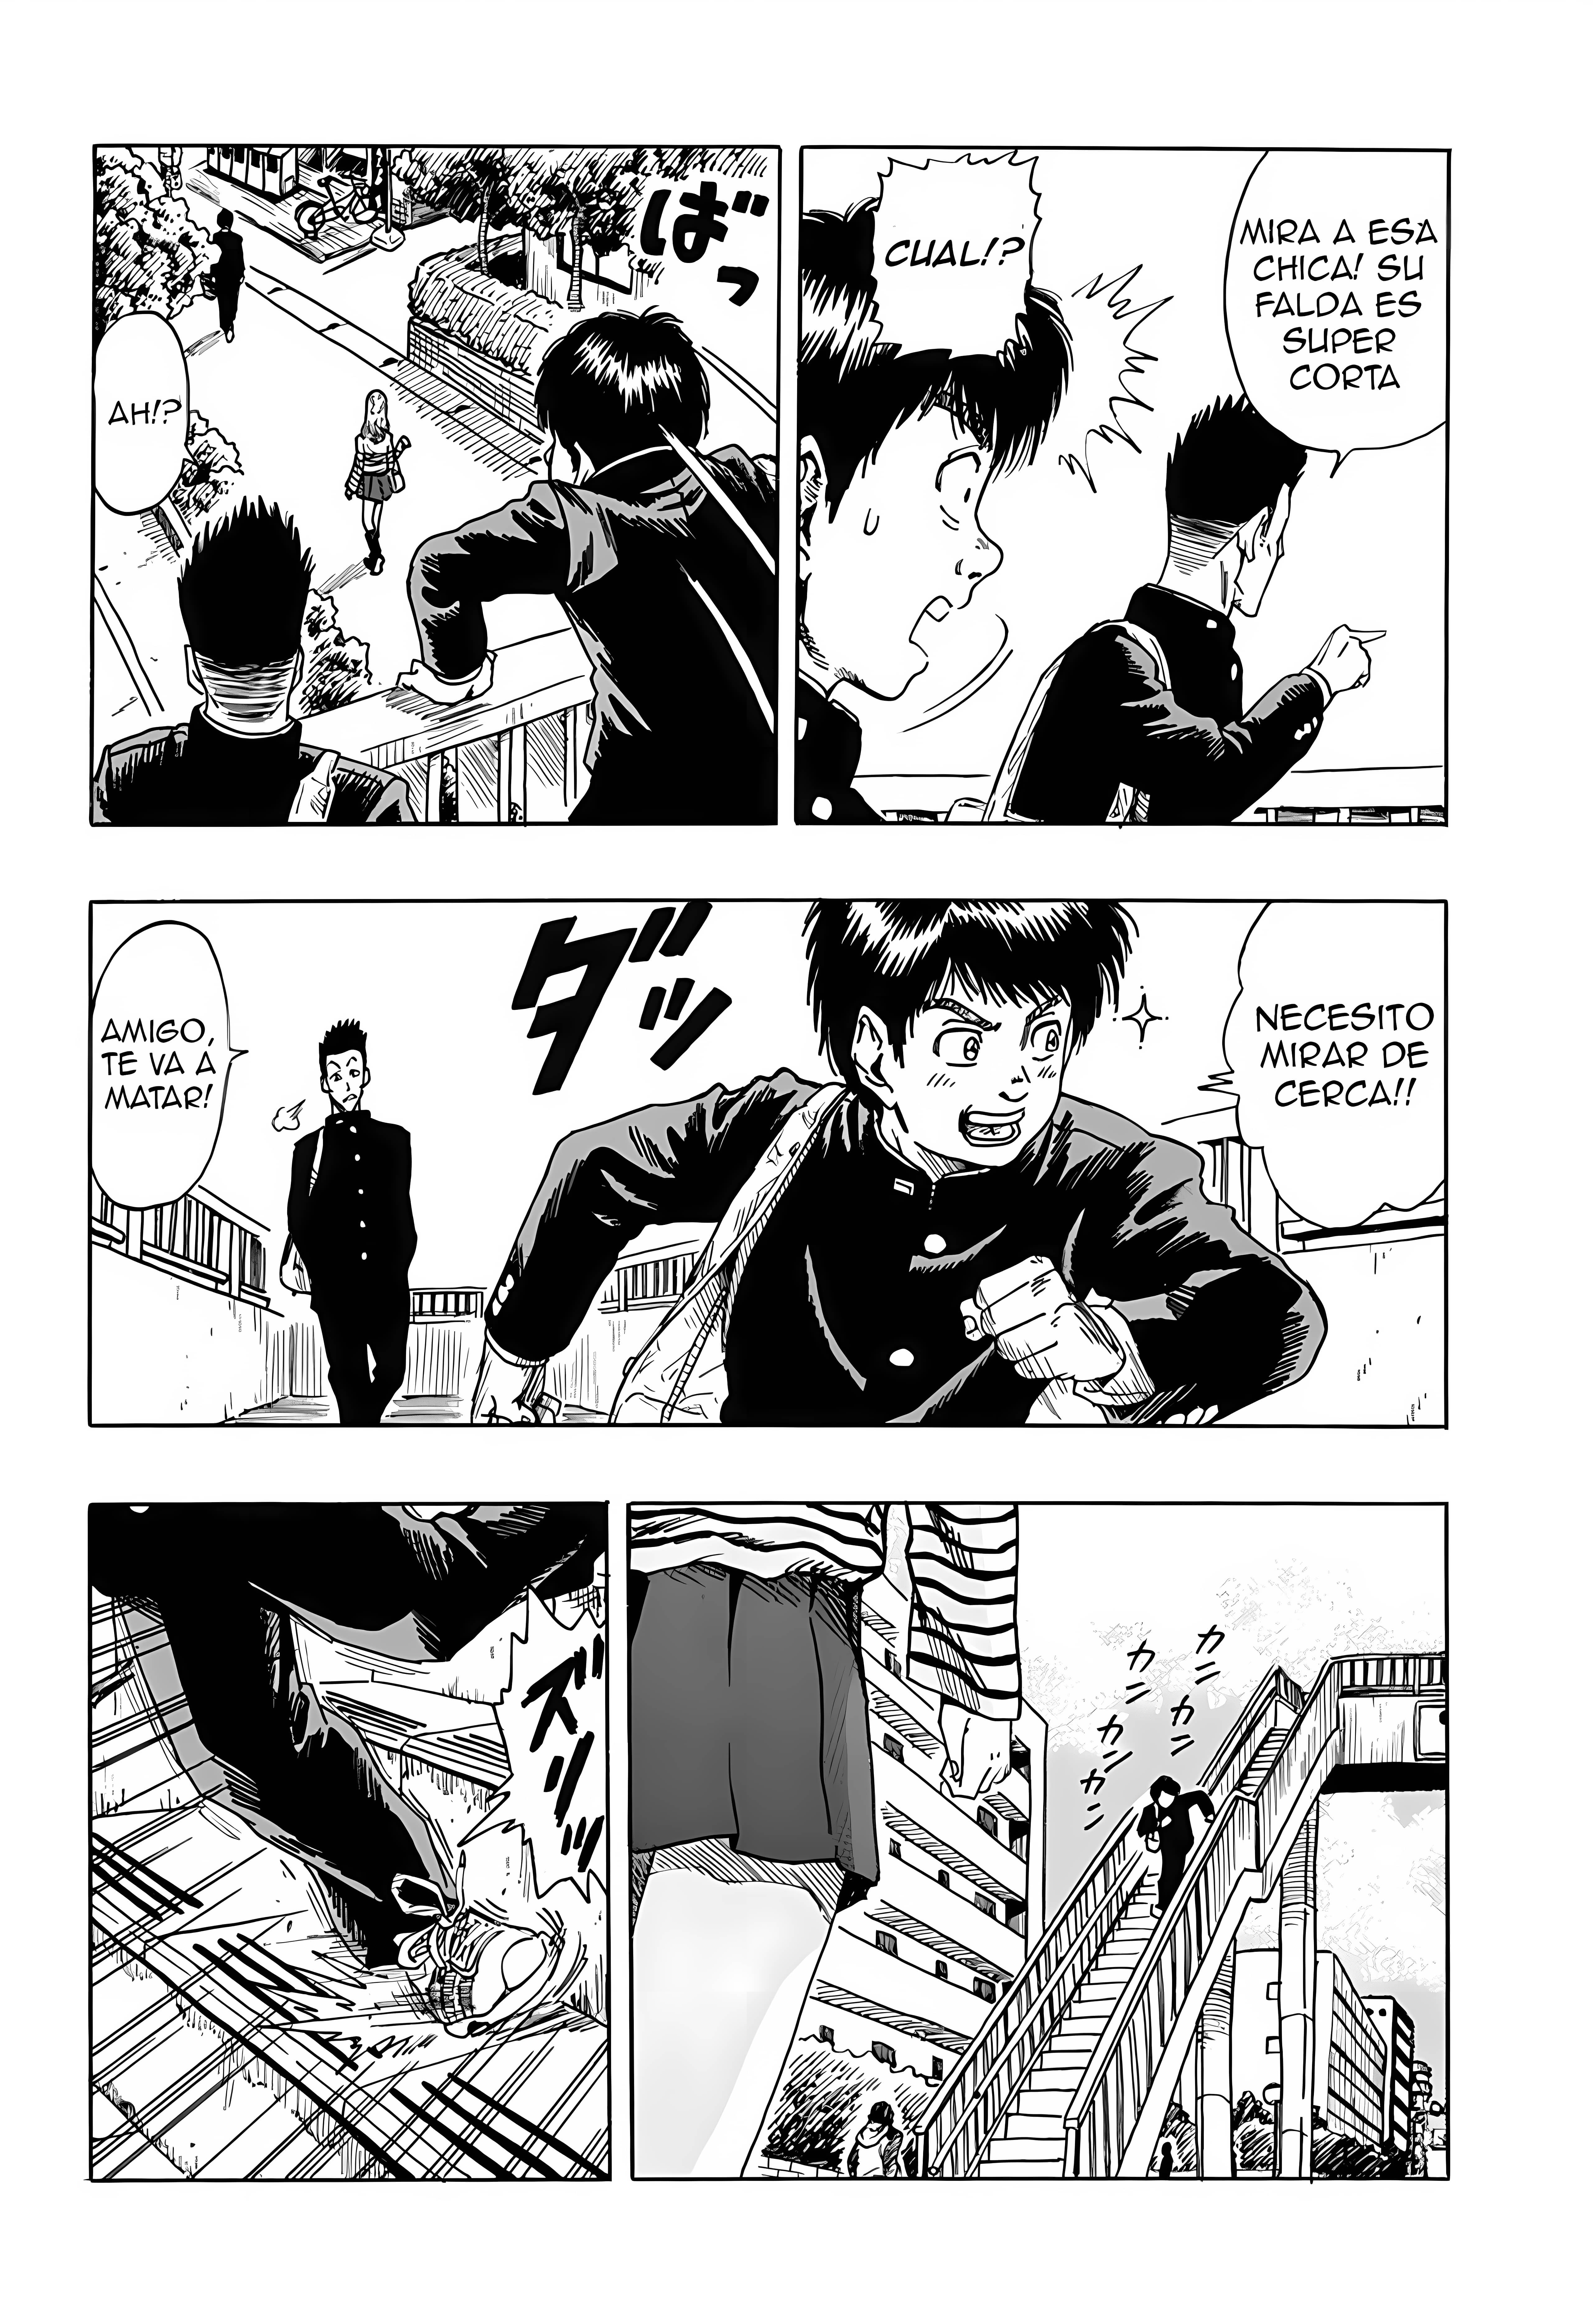 MIRA A ESA
CHICA! SU
FALDA ES
SUPER
CORTA
CUAL!?
ばっ
AH!?
NECESITO
MIRAR DE
CERCA!!
ダッ
AMIGO,
TE VA A
MATAR!
カンカン
カンカンカン
ズリッ